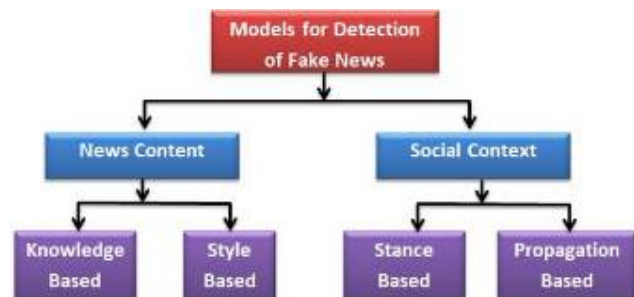 Models for Detection
of Fake News
News Content
Social Context
Knowledge
Based
Style
Based
Stance
Based
Propagation
Based